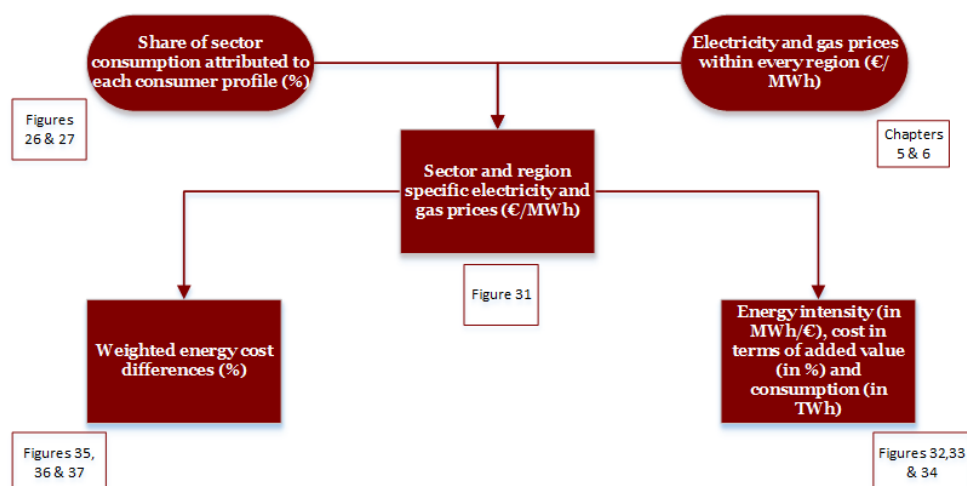 Share of sector
consumption attributed to
each consumer profile (%)
Electricity and gas prices
within every region (€/
MWh)
Figures
26 & 27
Chapters
5 & 6
Sector and region
specific electricity and
gas prices (€/MWh)
Figure 31
Weighted energy cost
differences (%)
Energy intensity (in
MWh/€), cost in
terms of added value
(in %) and
consumption (in
TWh)
Figures 35,
36 & 37
Figures 32,33
& 34